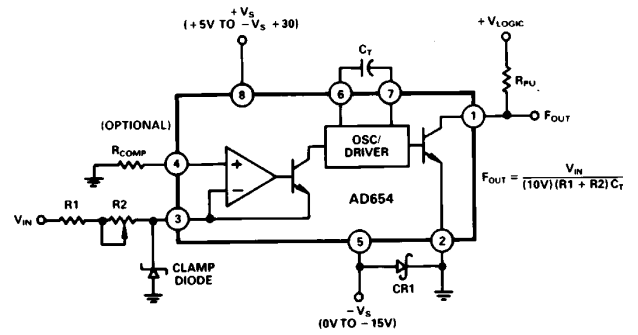 +VS
(+5V TO −VS +30)
+VLOGIC
CT
RPU
8
6
7
1
FOUT
(OPTIONAL)
RCOMP
4
+
OSC/
DRIVER
−
FOUT = VIN
(10V) (R1 + R2) CT
AD654
VIN
R1
R2
3
5
2
CLAMP
DIODE
CR1
−VS
(0V TO −15V)